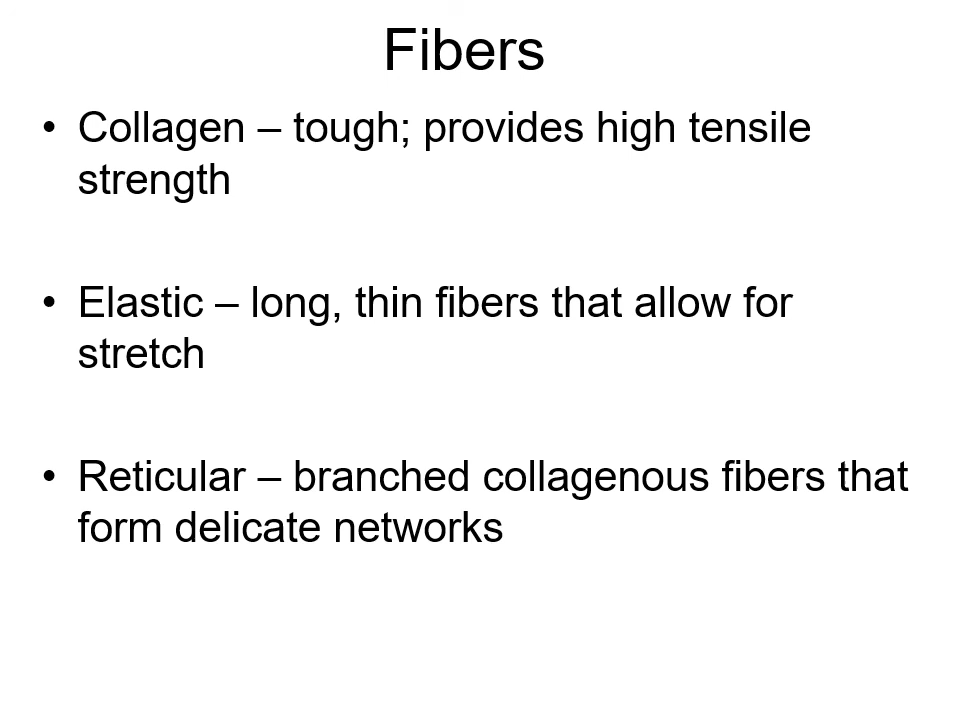 Fibers
• Collagen – tough; provides high tensile
strength
• Elastic – long, thin fibers that allow for
stretch
• Reticular – branched collagenous fibers that
form delicate networks